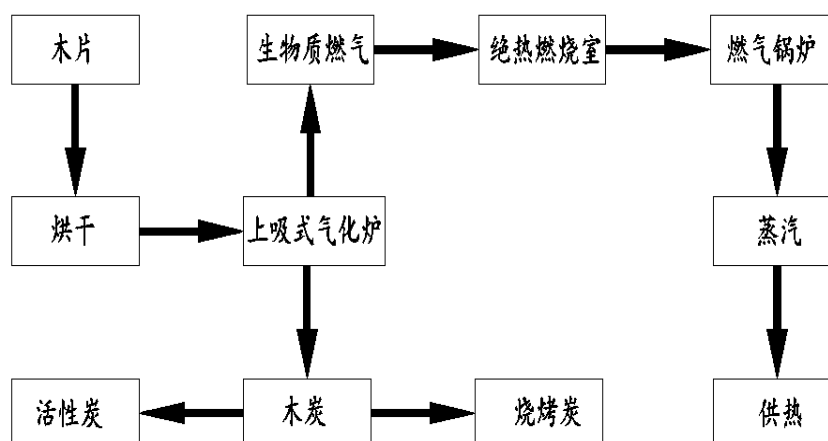 木片
生物质燃气
绝热燃烧室
燃气锅炉
烘干
上吸式气化炉
蒸汽
活性炭
木炭
烧烤炭
供热